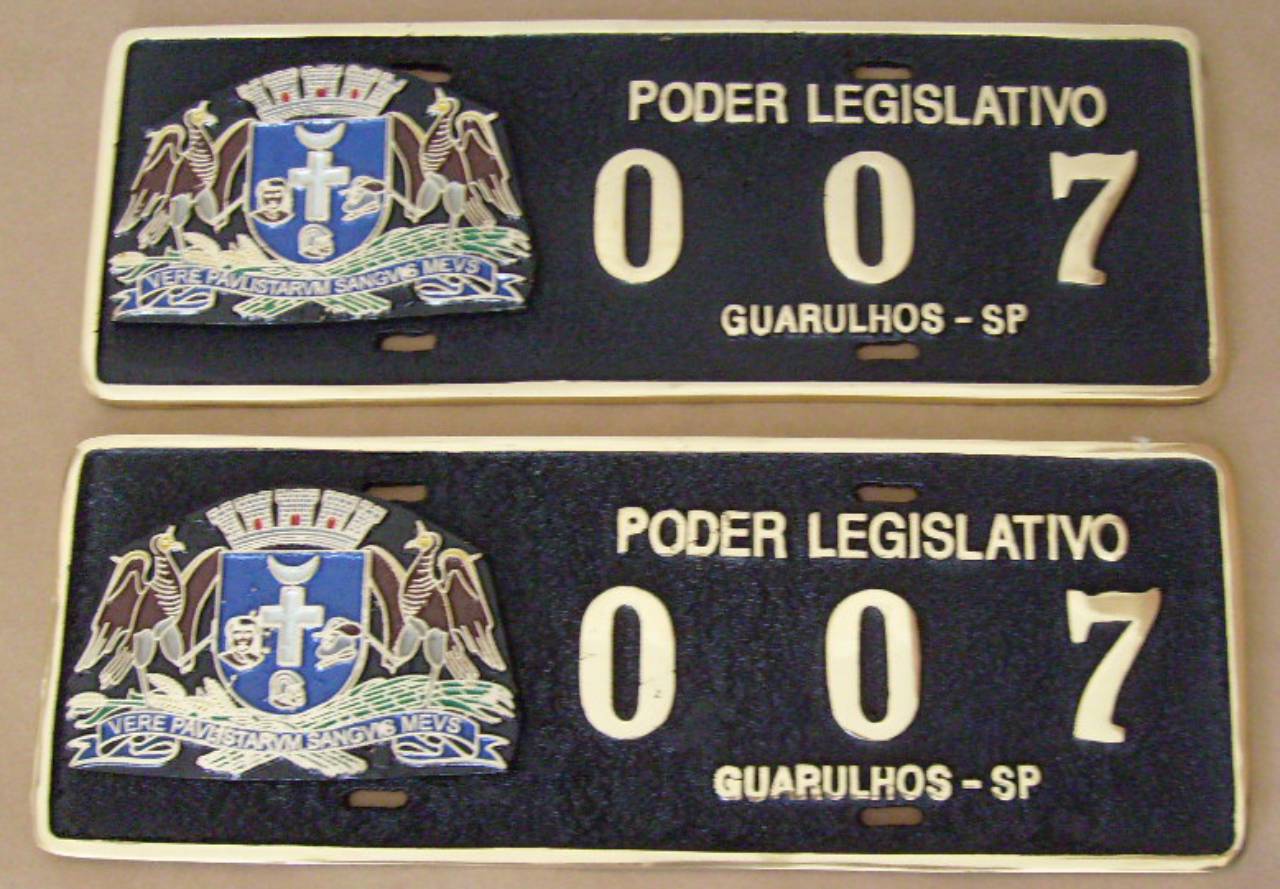 PODER LEGISLATIVO
0 0 7
VERE PAVLISTARVM SANGVIS MEVS
GUARULHOS - SP
PODER LEGISLATIVO
0 0 7
VERE PAVLISTARVM SANGVIS MEVS
GUARULHOS - SP